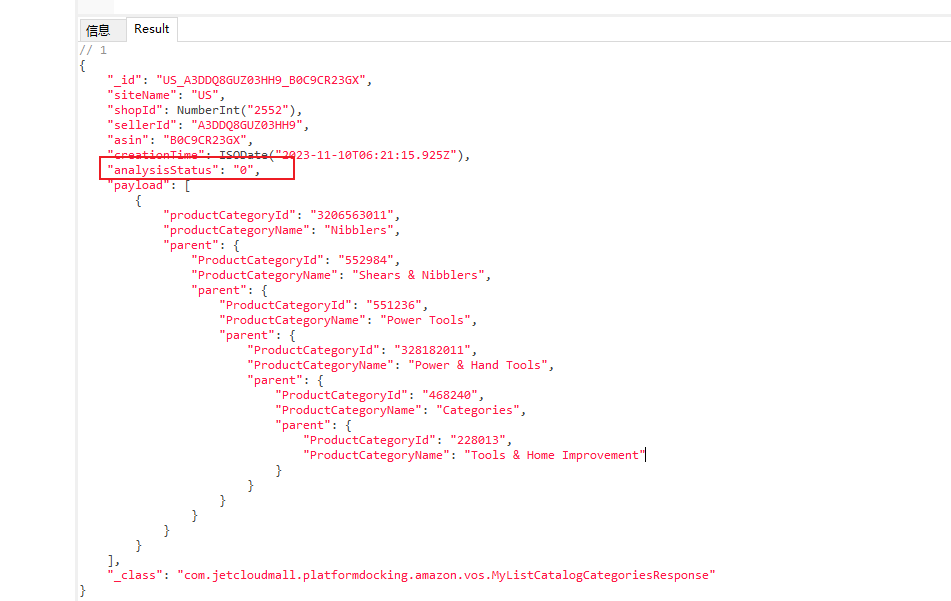 信息 Result
// 1
{
    "_id": "US_A3DDQ8GUZ03HH9_B0C9CR23GX",
    "siteName": "US",
    "shopId": NumberInt("2552"),
    "sellerId": "A3DDQ8GUZ03HH9",
    "asin": "B0C9CR23GX",
    "creationTime": ISODate("2023-11-10T06:21:15.925Z"),
    "analysisStatus": "0",
    "payload": [
        {
            "productCategoryId": "3206563011",
            "productCategoryName": "Nibblers",
            "parent": {
                "ProductCategoryId": "552984",
                "ProductCategoryName": "Shears & Nibblers",
                "parent": {
                    "ProductCategoryId": "551236",
                    "ProductCategoryName": "Power Tools",
                    "parent": {
                        "ProductCategoryId": "328182011",
                        "ProductCategoryName": "Power & Hand Tools",
                        "parent": {
                            "ProductCategoryId": "468240",
                            "ProductCategoryName": "Categories",
                            "parent": {
                                "ProductCategoryId": "228013",
                                "ProductCategoryName": "Tools & Home Improvement"
                            }
                        }
                    }
                }
            }
        }
    ],
    "_class": "com.jetcloudmall.platformdocking.amazon.vos.MyListCatalogCategoriesResponse"
}